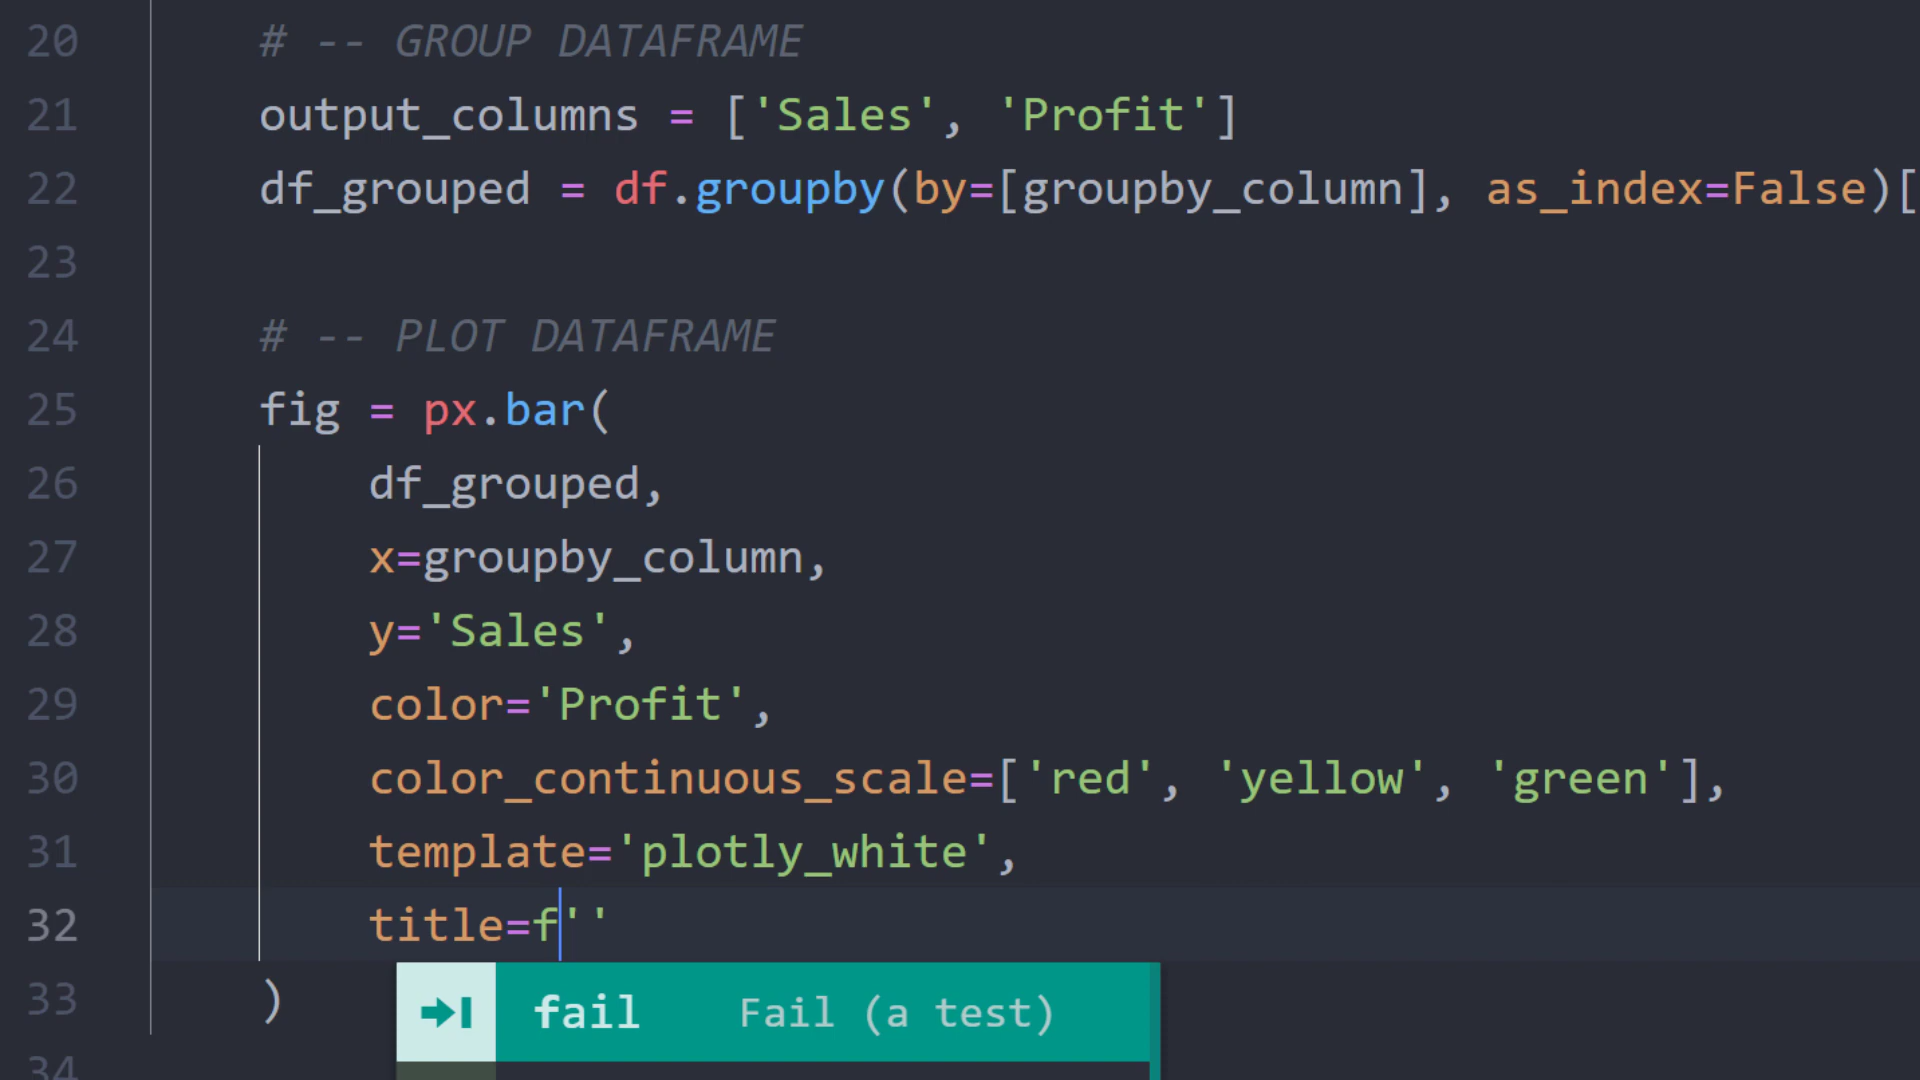 20 # -- GROUP DATAFRAME
21 output_columns = ['Sales', 'Profit']
22 df_grouped = df.groupby(by=[groupby_column], as_index=False)[
23
24 # -- PLOT DATAFRAME
25 fig = px.bar(
26 df_grouped,
27 x=groupby_column,
28 y='Sales',
29 color='Profit',
30 color_continuous_scale=['red', 'yellow', 'green'],
31 template='plotly_white',
32 title=f''
33 )
fail Fail (a test)
34